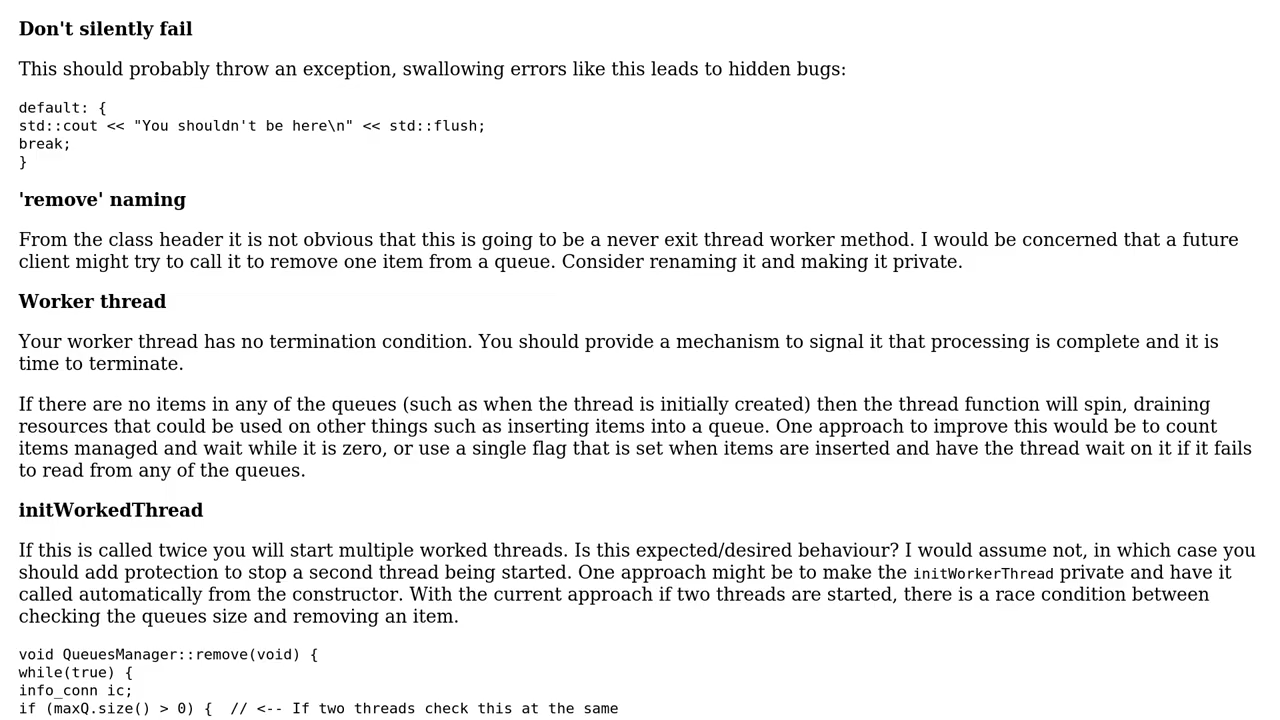 Don't silently fail
This should probably throw an exception, swallowing errors like this leads to hidden bugs:
default: {
std::cout << "You shouldn't be here\n" << std::flush;
break;
}
'remove' naming
From the class header it is not obvious that this is going to be a never exit thread worker method. I would be concerned that a future
client might try to call it to remove one item from a queue. Consider renaming it and making it private.
Worker thread
Your worker thread has no termination condition. You should provide a mechanism to signal it that processing is complete and it is
time to terminate.
If there are no items in any of the queues (such as when the thread is initially created) then the thread function will spin, draining
resources that could be used on other things such as inserting items into a queue. One approach to improve this would be to count
items managed and wait while it is zero, or use a single flag that is set when items are inserted and have the thread wait on it if it fails
to read from any of the queues.
initWorkedThread
If this is called twice you will start multiple worked threads. Is this expected/desired behaviour? I would assume not, in which case you
should add protection to stop a second thread being started. One approach might be to make the initWorkerThread private and have it
called automatically from the constructor. With the current approach if two threads are started, there is a race condition between
checking the queues size and removing an item.
void QueuesManager::remove(void) {
while(true) {
info_conn ic;
if (maxQ.size() > 0) {  // <-- If two threads check this at the same